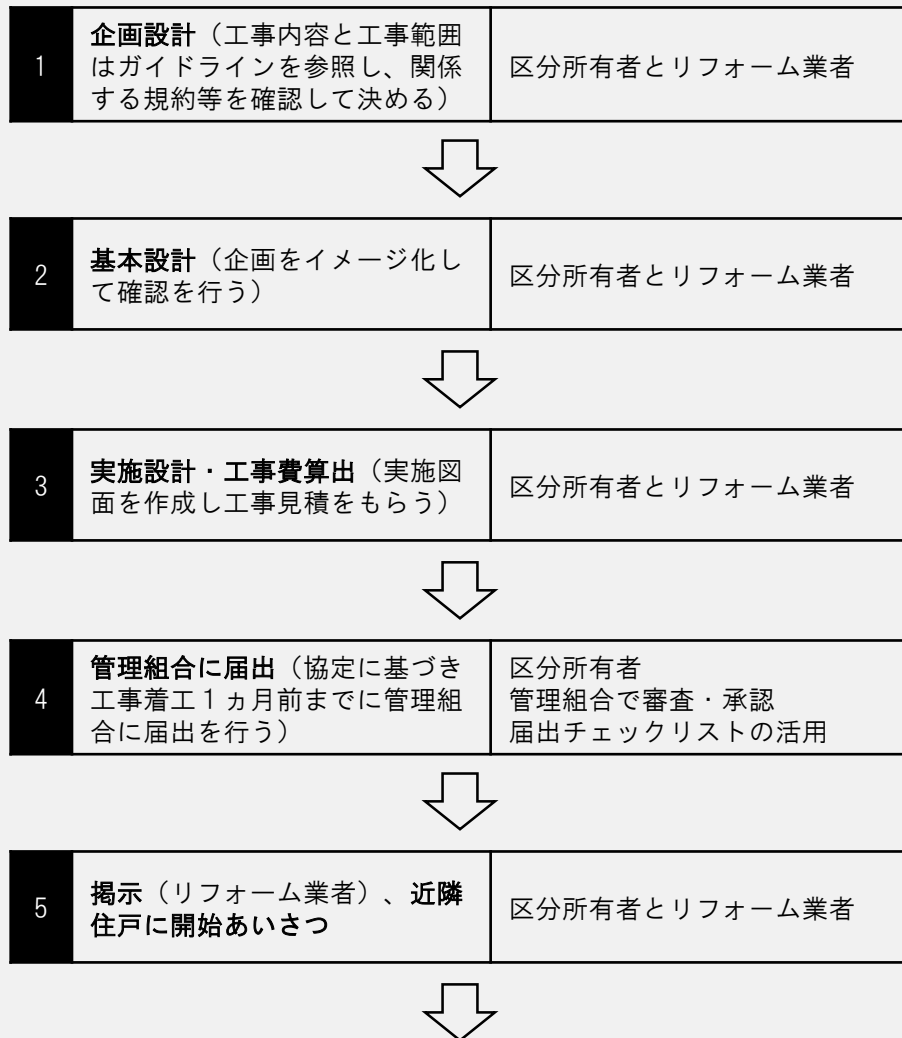 1
企画設計（工事内容と工事範囲
はガイドラインを参照し、関係
する規約等を確認して決める）
区分所有者とリフォーム業者
2
基本設計（企画をイメージ化し
て確認を行う）
区分所有者とリフォーム業者
3
実施設計・工事費算出（実施図
面を作成し工事見積をもらう）
区分所有者とリフォーム業者
4
管理組合に届出（協定に基づき
工事着工１ヵ月前までに管理組
合に届出を行う）
区分所有者
管理組合で審査・承認
届出チェックリストの活用
5
掲示（リフォーム業者）、近隣
住戸に開始あいさつ
区分所有者とリフォーム業者